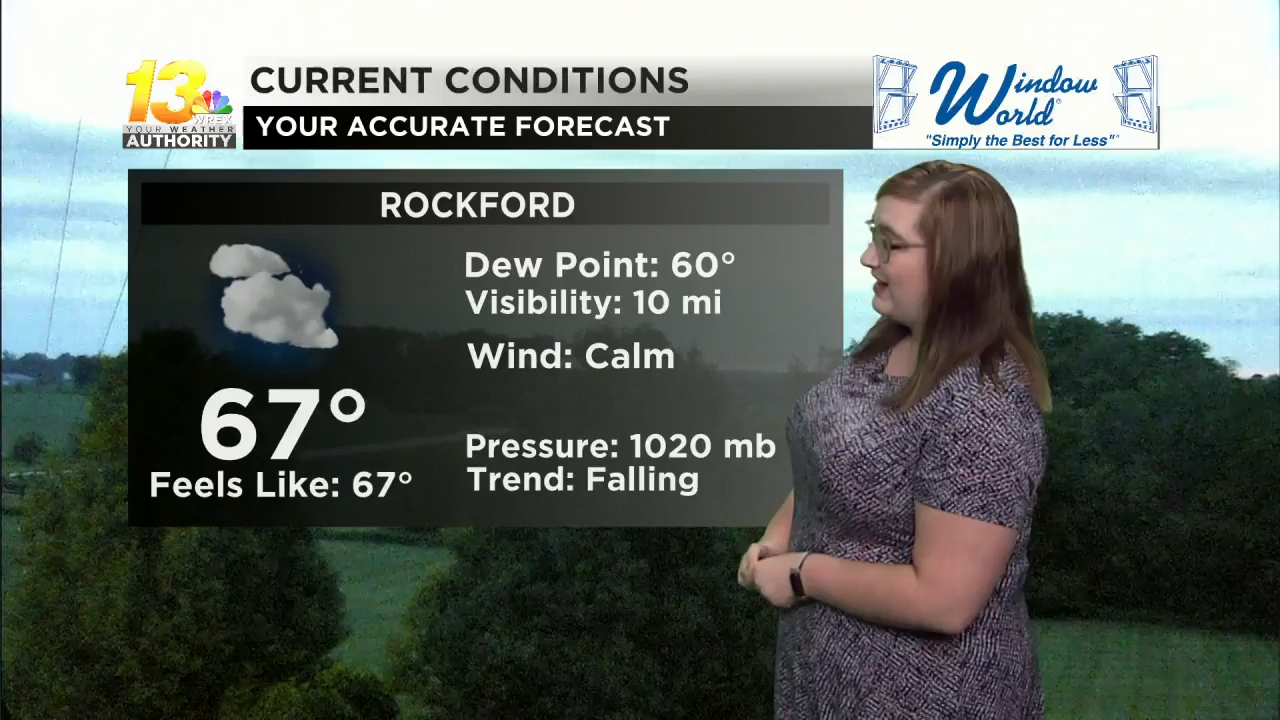 13
WREX
YOUR WEATHER
AUTHORITY
CURRENT CONDITIONS
YOUR ACCURATE FORECAST
Window
World®
"Simply the Best for Less"®
ROCKFORD
Dew Point: 60°
Visibility: 10 mi
Wind: Calm
67°
Feels Like: 67°
Pressure: 1020 mb
Trend: Falling